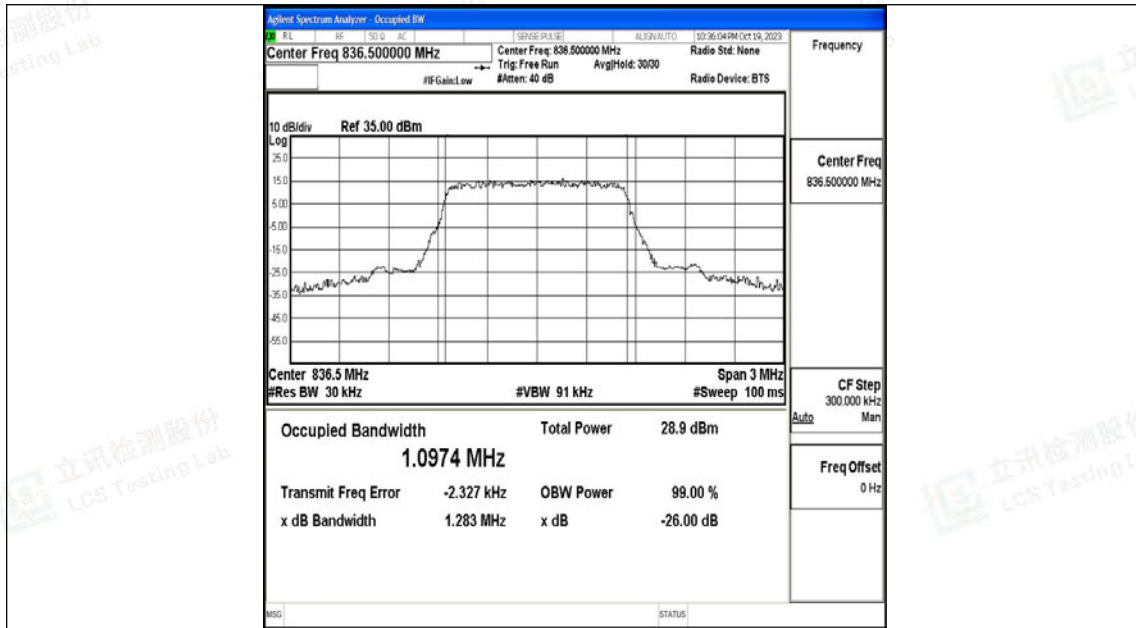 Agilent Spectrum Analyzer - Occupied BW
RL RF 50 Ω AC SENSE:PULSE ALIGNAUTO 10:36:04 PM Oct 19, 2023
Center Freq 836.500000 MHz
Center Freq: 836.500000 MHz
Radio Std: None
Trig: Free Run Avg|Hold: 30/30
#IFGain:Low
#Atten: 40 dB
Radio Device: BTS
Frequency
10 dB/div Ref 35.00 dBm
Log
25.0
15.0
5.00
-5.00
-15.0
-25.0
-35.0
-45.0
-55.0
Center 836.5 MHz Span 3 MHz
#Res BW 30 kHz #VBW 91 kHz #Sweep 100 ms
Center Freq
836.500000 MHz
CF Step
300.000 kHz
Auto Man
Freq Offset
0 Hz
Occupied Bandwidth Total Power 28.9 dBm
1.0974 MHz
Transmit Freq Error -2.327 kHz OBW Power 99.00 %
x dB Bandwidth 1.283 MHz x dB -26.00 dB
MSG STATUS
立讯检测股份
LCS Testing Lab
立讯检测股份